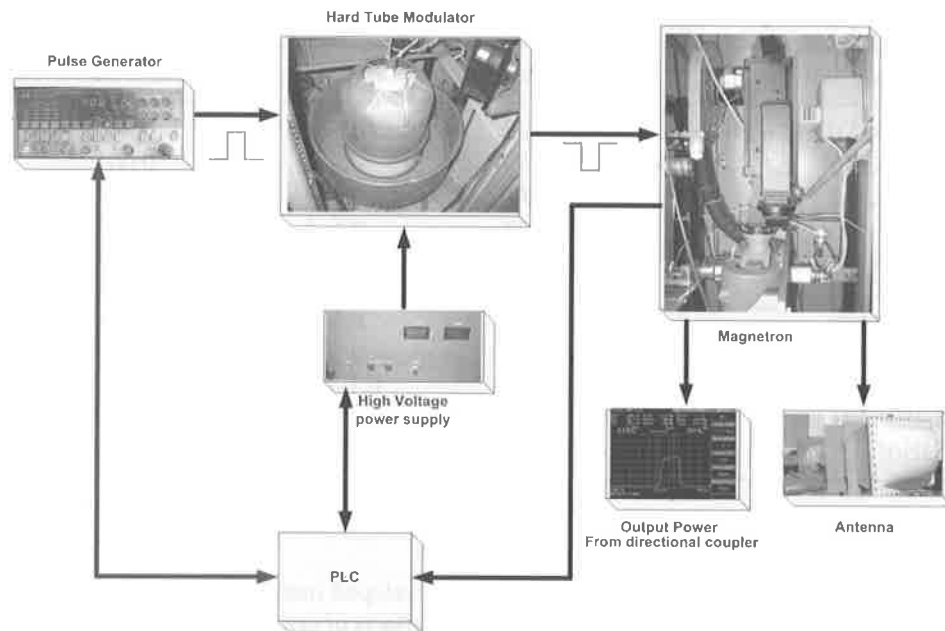 Hard Tube Modulator
Pulse Generator
Magnetron
High Voltage
power supply
Output Power
From directional coupler
Antenna
PLC